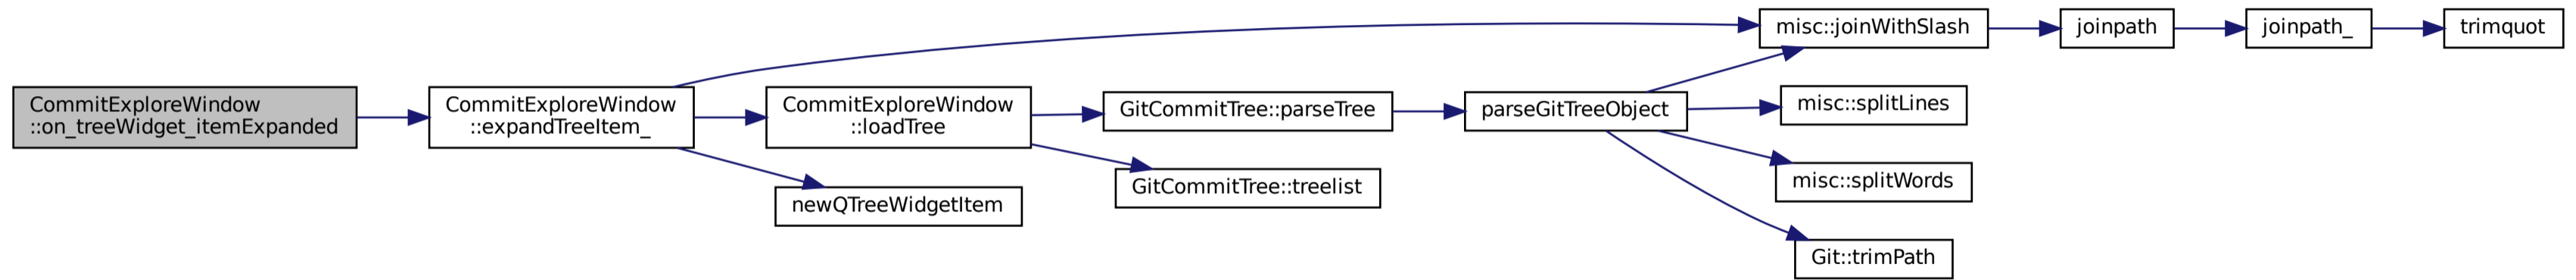 CommitExploreWindow
::on_treeWidget_itemExpanded
CommitExploreWindow
::expandTreeItem_
CommitExploreWindow
::loadTree
newQTreeWidgetItem
GitCommitTree::parseTree
GitCommitTree::treelist
parseGitTreeObject
misc::joinWithSlash
misc::splitLines
misc::splitWords
Git::trimPath
joinpath
joinpath_
trimquot